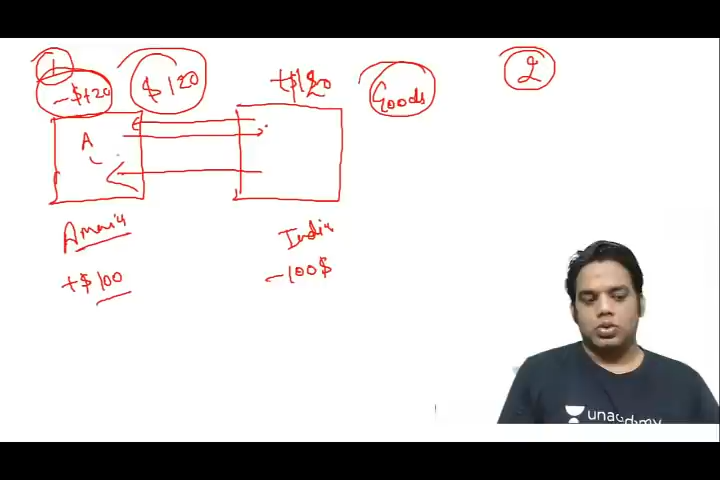 1
-$120 $120 +$120 Goods 2
A
America India
+$100 -100$
unacademy